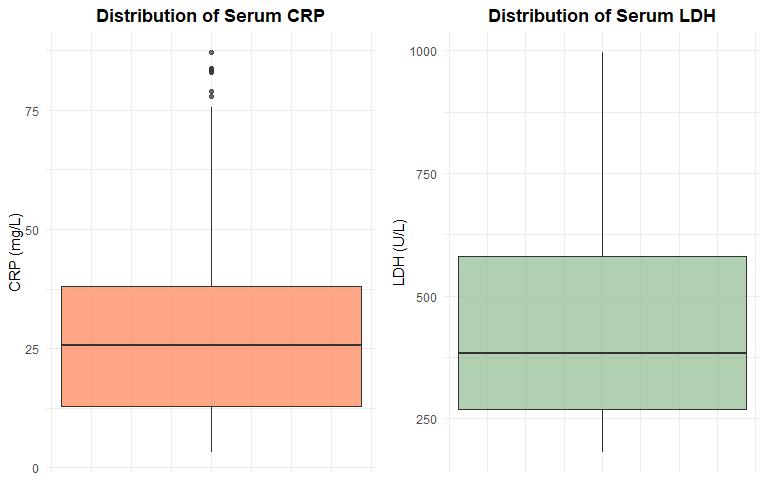 Distribution of Serum CRP
CRP (mg/L)
75
50
25
0
Distribution of Serum LDH
LDH (U/L)
1000
750
500
250